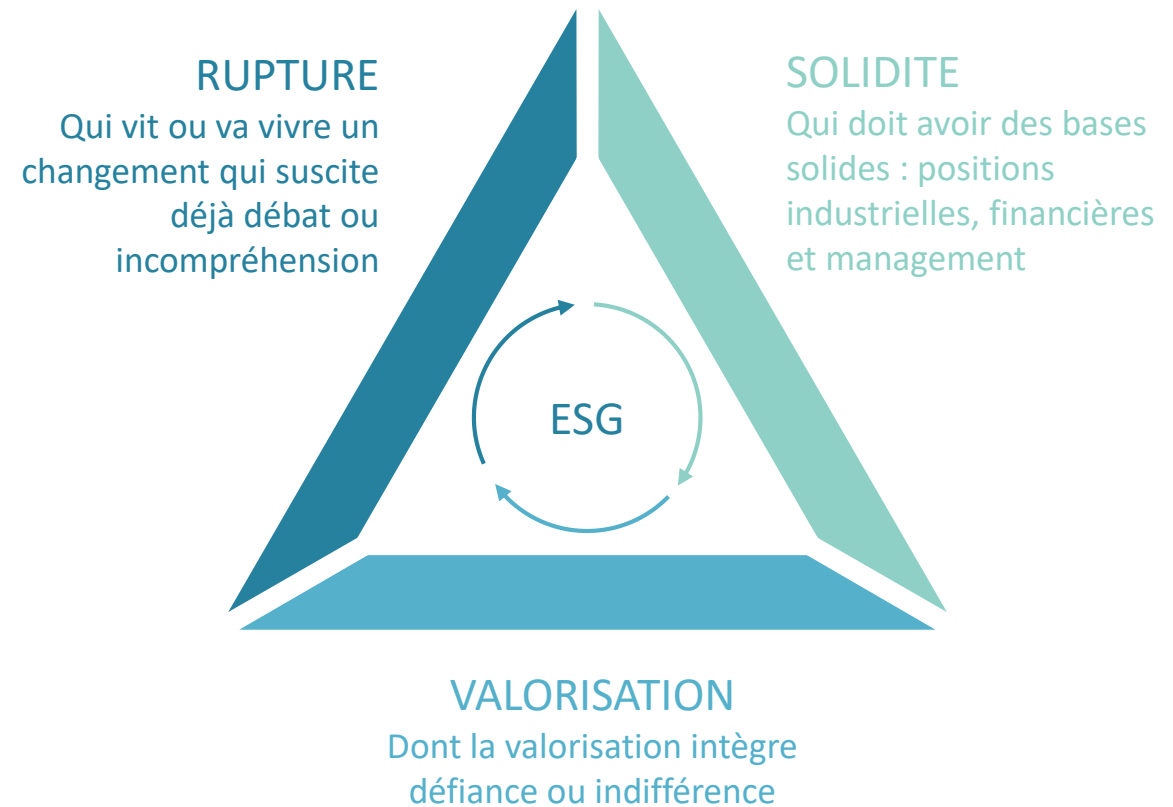 RUPTURE
Qui vit ou va vivre un
changement qui suscite
déjà débat ou
incompréhension
SOLIDITE
Qui doit avoir des bases
solides : positions
industrielles, financières
et management
ESG
VALORISATION
Dont la valorisation intègre
défiance ou indifférence